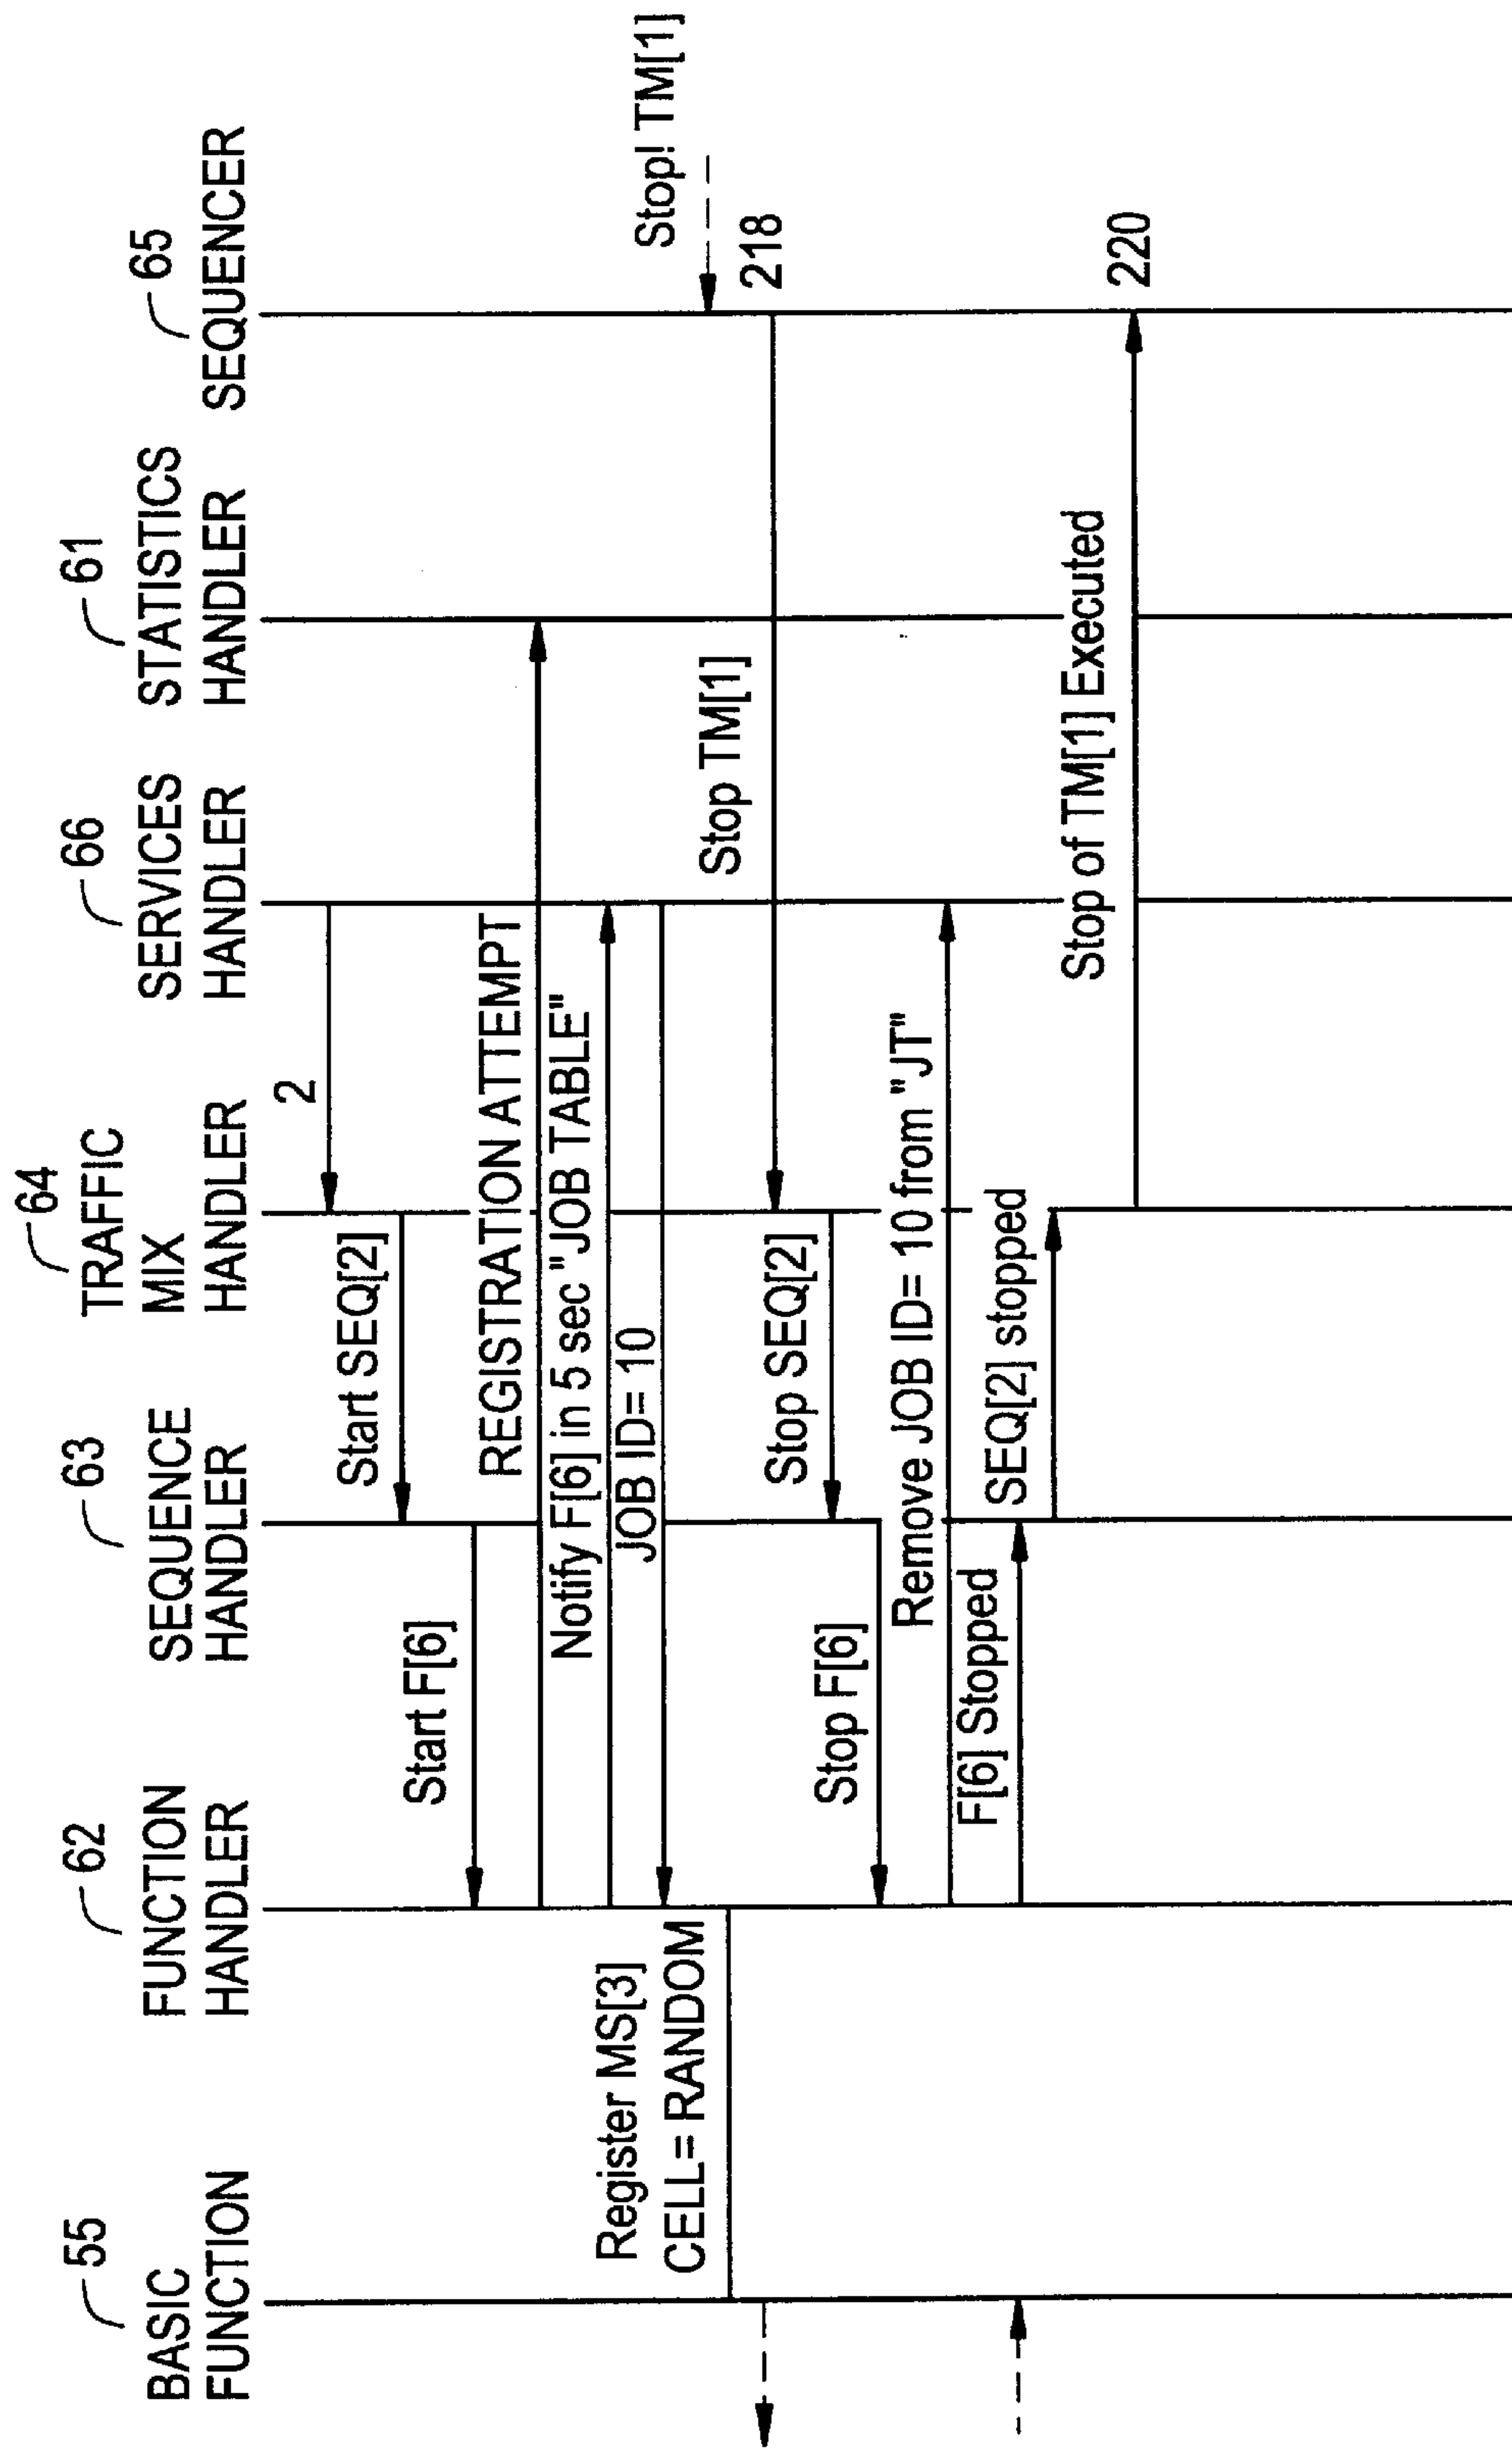 55
BASIC
FUNCTION
62
FUNCTION
HANDLER
63
SEQUENCE
HANDLER
64
TRAFFIC
MIX
HANDLER
66
SERVICES
HANDLER
61
STATISTICS
HANDLER
65
SEQUENCER
2
Start SEQ[2]
Start F[6]
REGISTRATION ATTEMPT
Notify F[6] in 5 sec "JOB TABLE"
JOB ID= 10
Register MS[3]
CELL= RANDOM
Stop! TM[1]
Stop TM[1]
218
Stop SEQ[2]
Stop F[6]
Remove JOB ID= 10 from "JT"
F[6] Stopped
SEQ[2] stopped
Stop of TM[1] Executed
220